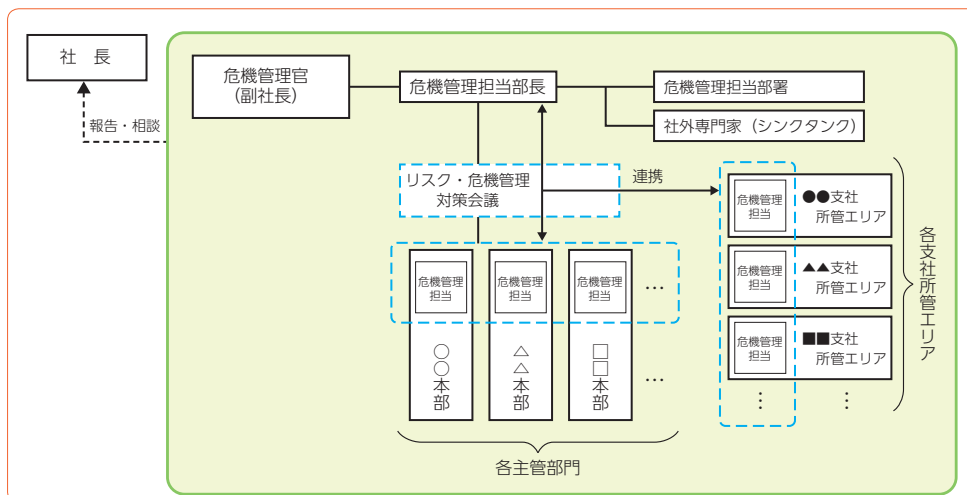 社　長
報告・相談
危機管理官
(副社長)
危機管理担当部長
危機管理担当部署
社外専門家（シンクタンク）
リスク・危機管理
対策会議
連携
危機管理
担当
●●支社
所管エリア
危機管理
担当
▲▲支社
所管エリア
危機管理
担当
■■支社
所管エリア
…
…
各支社所管エリア
危機管理
担当
危機管理
担当
危機管理
担当
…
○○本部
△△本部
□□本部
…
各主管部門